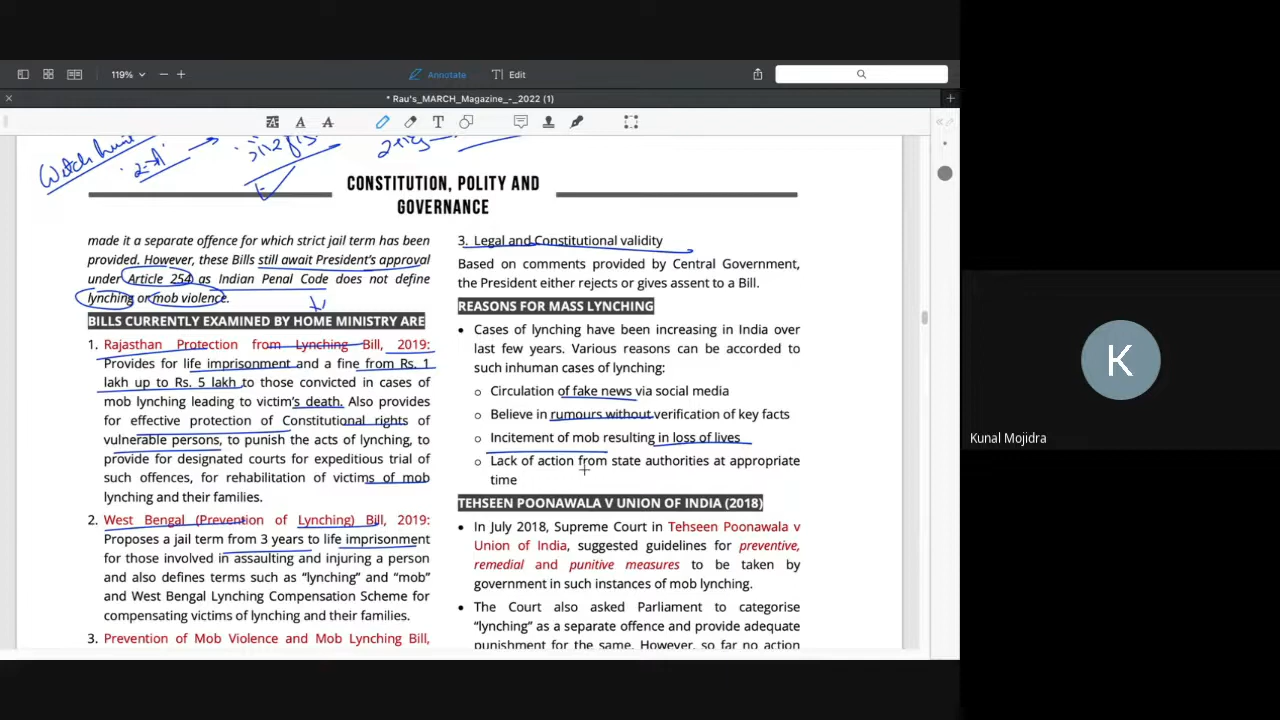 119%
Annotate
Edit
* Rau's_MARCH_Magazine_-_2022 (1)
CONSTITUTION, POLITY AND
GOVERNANCE
made it a separate offence for which strict jail term has been
provided. However, these Bills still await President's approval
under Article 254 as Indian Penal Code does not define
lynching or mob violence.
BILLS CURRENTLY EXAMINED BY HOME MINISTRY ARE
1. Rajasthan Protection from Lynching Bill, 2019:
Provides for life imprisonment and a fine from Rs. 1
lakh up to Rs. 5 lakh to those convicted in cases of
mob lynching leading to victim's death. Also provides
for effective protection of Constitutional rights of
vulnerable persons, to punish the acts of lynching, to
provide for designated courts for expeditious trial of
such offences, for rehabilitation of victims of mob
lynching and their families.
2. West Bengal (Prevention of Lynching) Bill, 2019:
Proposes a jail term from 3 years to life imprisonment
for those involved in assaulting and injuring a person
and also defines terms such as "lynching" and "mob"
and West Bengal Lynching Compensation Scheme for
compensating victims of lynching and their families.
3. Prevention of Mob Violence and Mob Lynching Bill,
3. Legal and Constitutional validity
Based on comments provided by Central Government,
the President either rejects or gives assent to a Bill.
REASONS FOR MASS LYNCHING
• Cases of lynching have been increasing in India over
last few years. Various reasons can be accorded to
such inhuman cases of lynching:
o Circulation of fake news via social media
o Believe in rumours without verification of key facts
o Incitement of mob resulting in loss of lives
o Lack of action from state authorities at appropriate
time
TEHSEEN POONAWALA V UNION OF INDIA (2018)
• In July 2018, Supreme Court in Tehseen Poonawala v
Union of India, suggested guidelines for preventive,
remedial and punitive measures to be taken by
government in such instances of mob lynching.
• The Court also asked Parliament to categorise
"lynching" as a separate offence and provide adequate
punishment for the same. However, so far no action
K
Kunal Mojidra